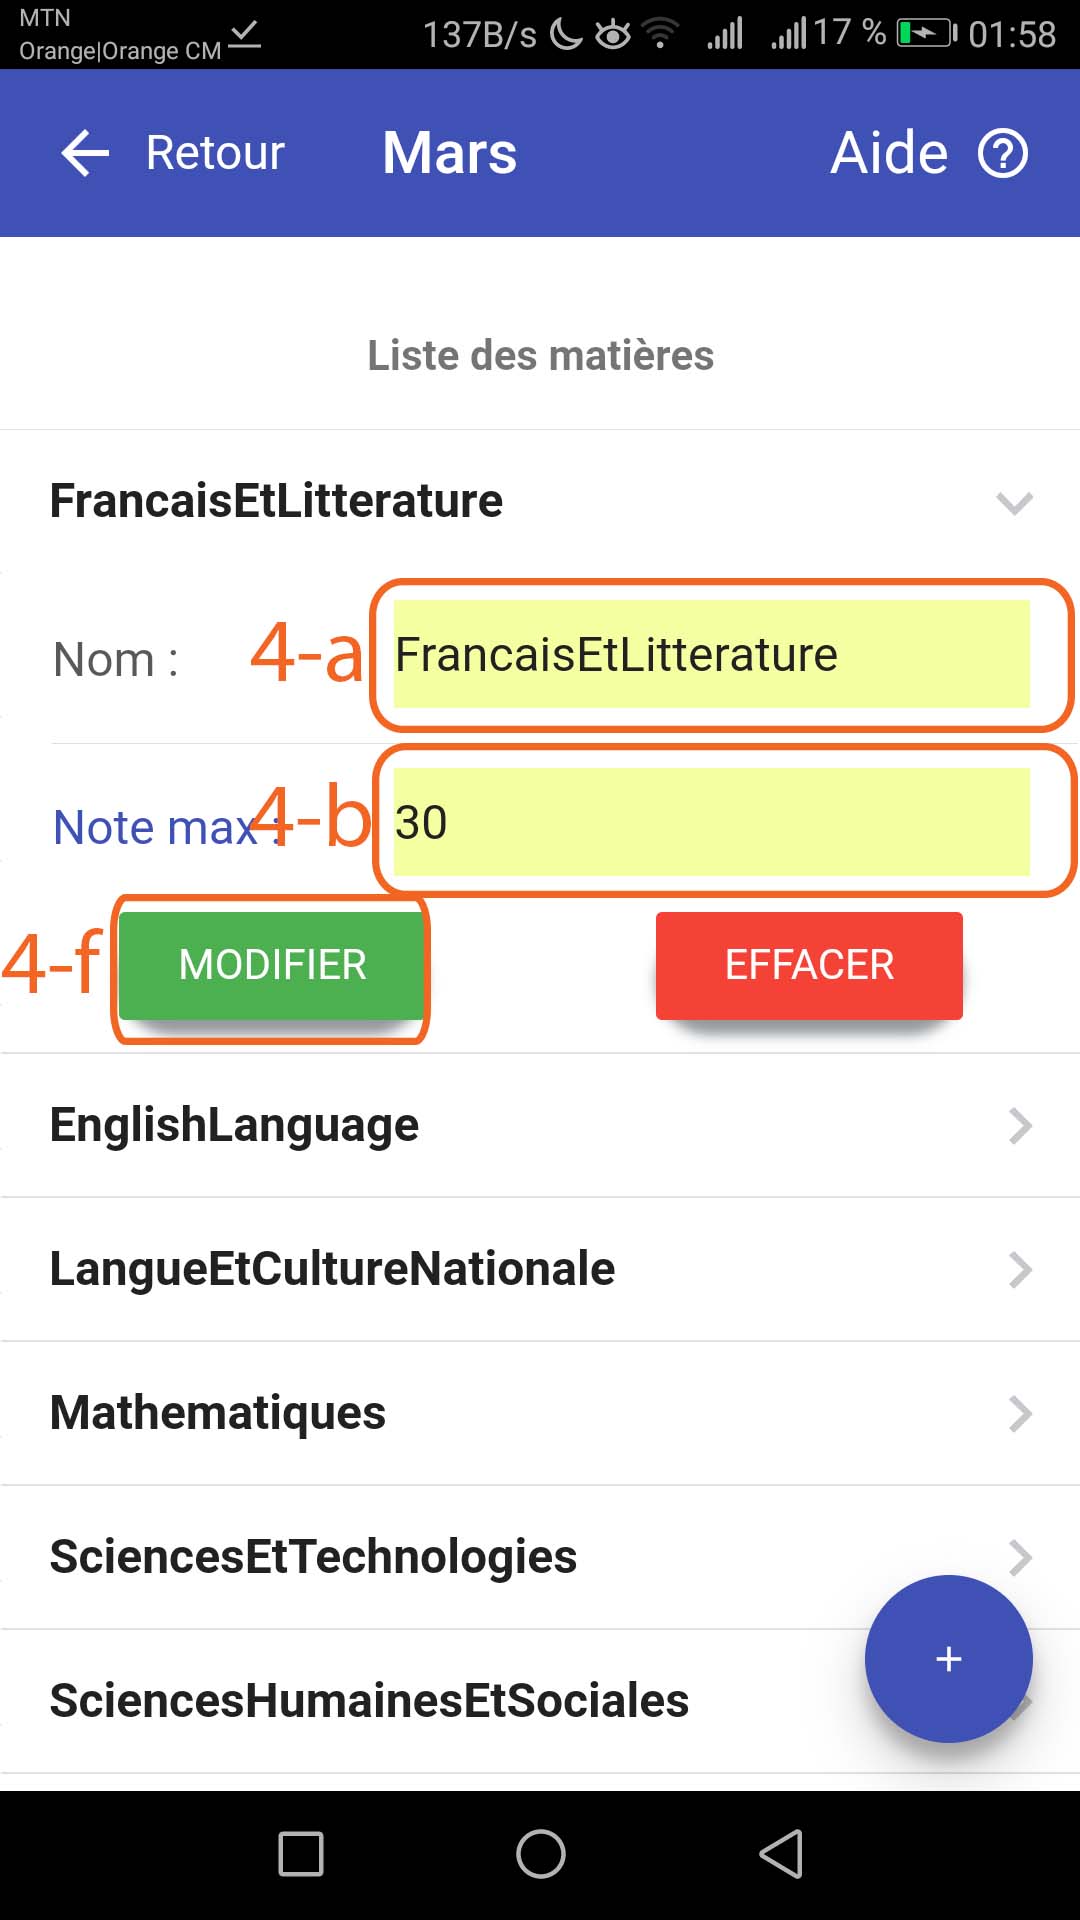 MTN
Orange|Orange CM 137B/s 17 % 01:58
Retour Mars Aide ?
Liste des matières
FrancaisEtLitterature
Nom : 4-a FrancaisEtLitterature
Note max : 4-b 30
4-f MODIFIER EFFACER
EnglishLanguage
LangueEtCultureNationale
Mathematiques
SciencesEtTechnologies
+
SciencesHumainesEtSociales